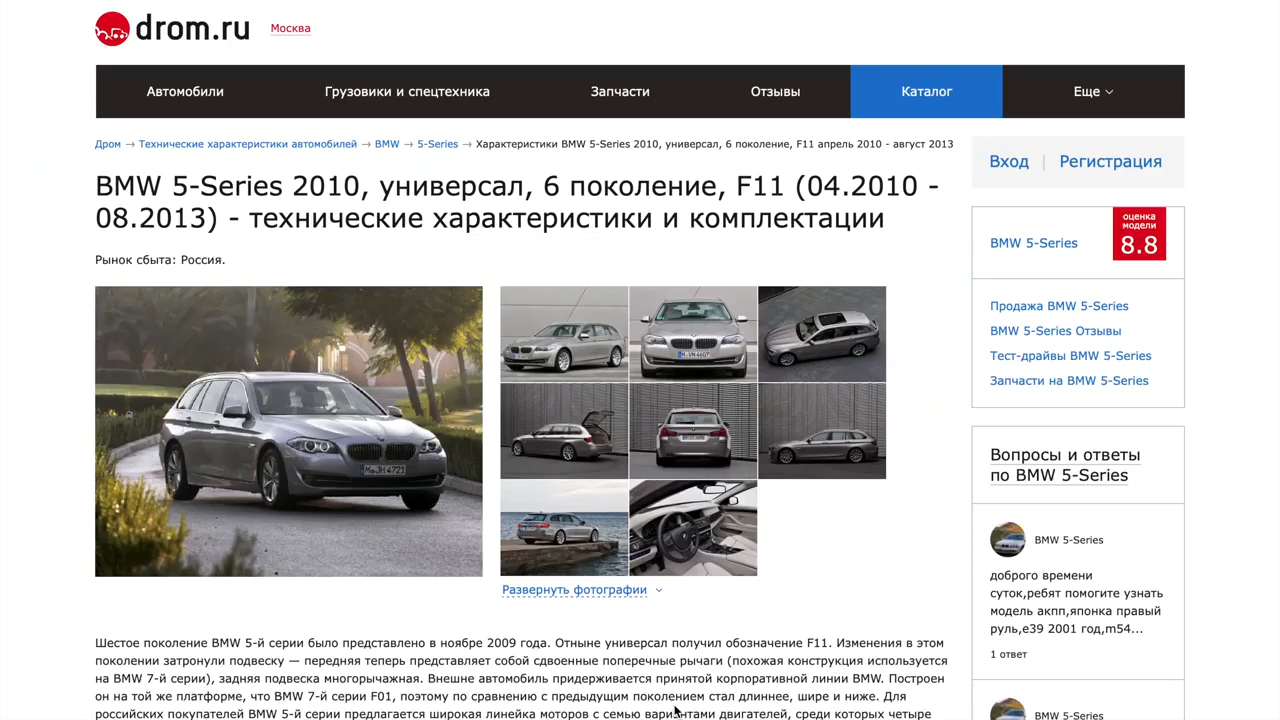 drom.ru
Москва
Автомобили
Грузовики и спецтехника
Запчасти
Отзывы
Каталог
Еще
Дром → Технические характеристики автомобилей → BMW → 5-Series → Характеристики BMW 5-Series 2010, универсал, 6 поколение, F11 апрель 2010 - август 2013
BMW 5-Series 2010, универсал, 6 поколение, F11 (04.2010 -
08.2013) - технические характеристики и комплектации
Рынок сбыта: Россия.
M JH 4721
Развернуть фотографии
Шестое поколение BMW 5-й серии было представлено в ноябре 2009 года. Отныне универсал получил обозначение F11. Изменения в этом
поколении затронули подвеску — передняя теперь представляет собой сдвоенные поперечные рычаги (похожая конструкция используется
на BMW 7-й серии), задняя подвеска многорычажная. Внешне автомобиль придерживается принятой корпоративной линии BMW. Построен
он на той же платформе, что BMW 7-й серии F01, поэтому по сравнению с предыдущим поколением стал длиннее, шире и ниже. Для
российских покупателей BMW 5-й серии предлагается широкая линейка моторов с семью вариантами двигателей, среди которых четыре
Вход | Регистрация
BMW 5-Series
оценка
модели
8.8
Продажа BMW 5-Series
BMW 5-Series Отзывы
Тест-драйвы BMW 5-Series
Запчасти на BMW 5-Series
Вопросы и ответы
по BMW 5-Series
BMW 5-Series
доброго времени
суток,ребят помогите узнать
модель акпп,японка правый
руль,е39 2001 год,m54...
1 ответ
BMW 5-Series